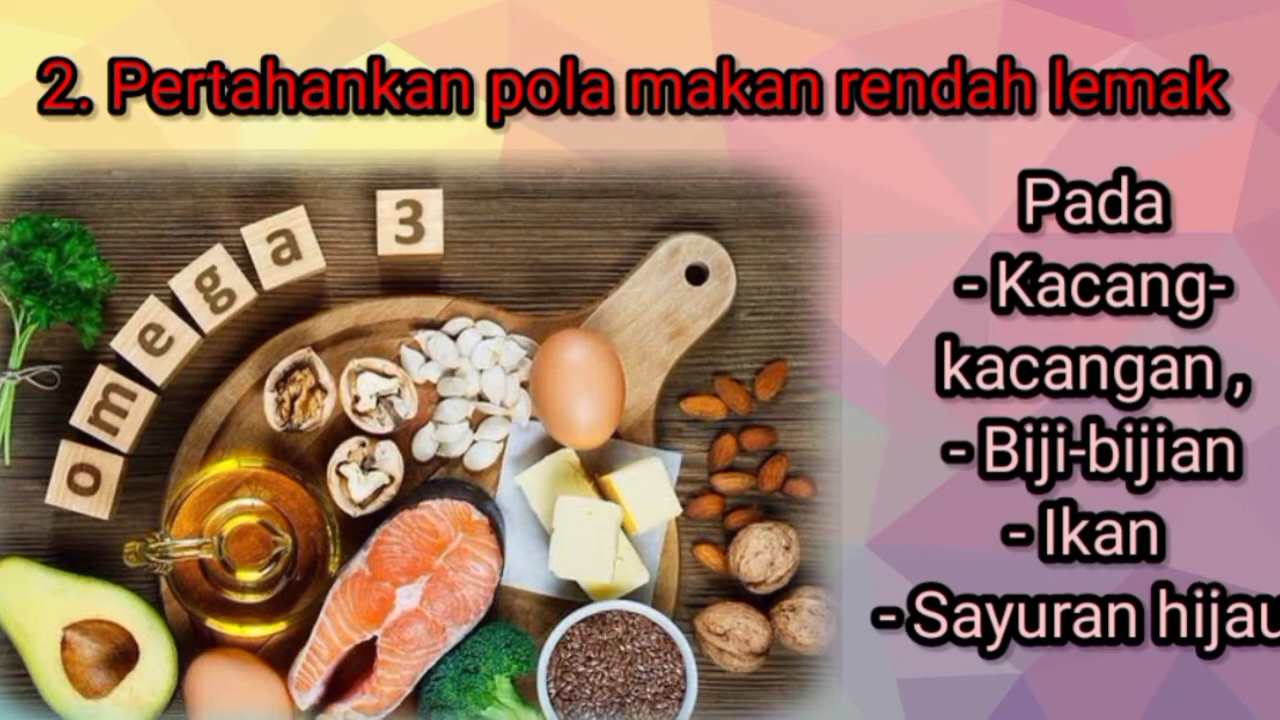 2. Pertahankan pola makan rendah lemak
omega 3
Pada
- Kacang-
kacangan ,
- Biji-bijian
- Ikan
- Sayuran hijau